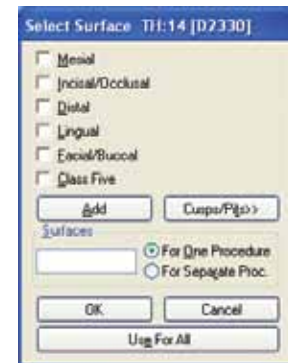 Select Surface TH:14 [D2330]
Mesial
Incisal/Occlusal
Distal
Lingual
Facial/Buccal
Class Five
Add Cusps/Pits>>
Surfaces
For One Procedure
For Separate Proc.
OK Cancel
Use For All